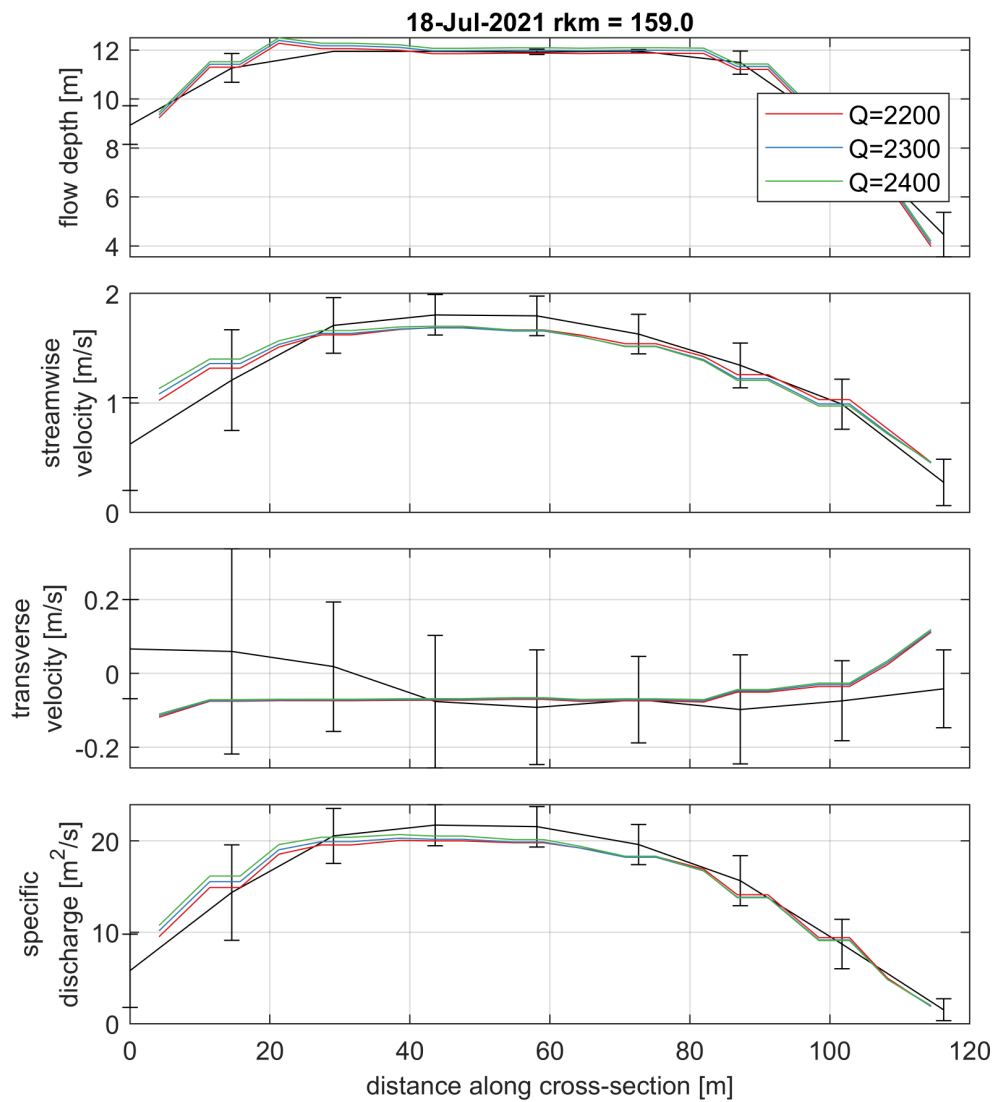 18-Jul-2021 rkm = 159.0
12
10
8
6
4
flow depth [m]
Q=2200
Q=2300
Q=2400
2
1
0
streamwise
velocity [m/s]
0.2
0
-0.2
transverse
velocity [m/s]
20
10
0
specific
discharge [m²/s]
0 20 40 60 80 100 120
distance along cross-section [m]